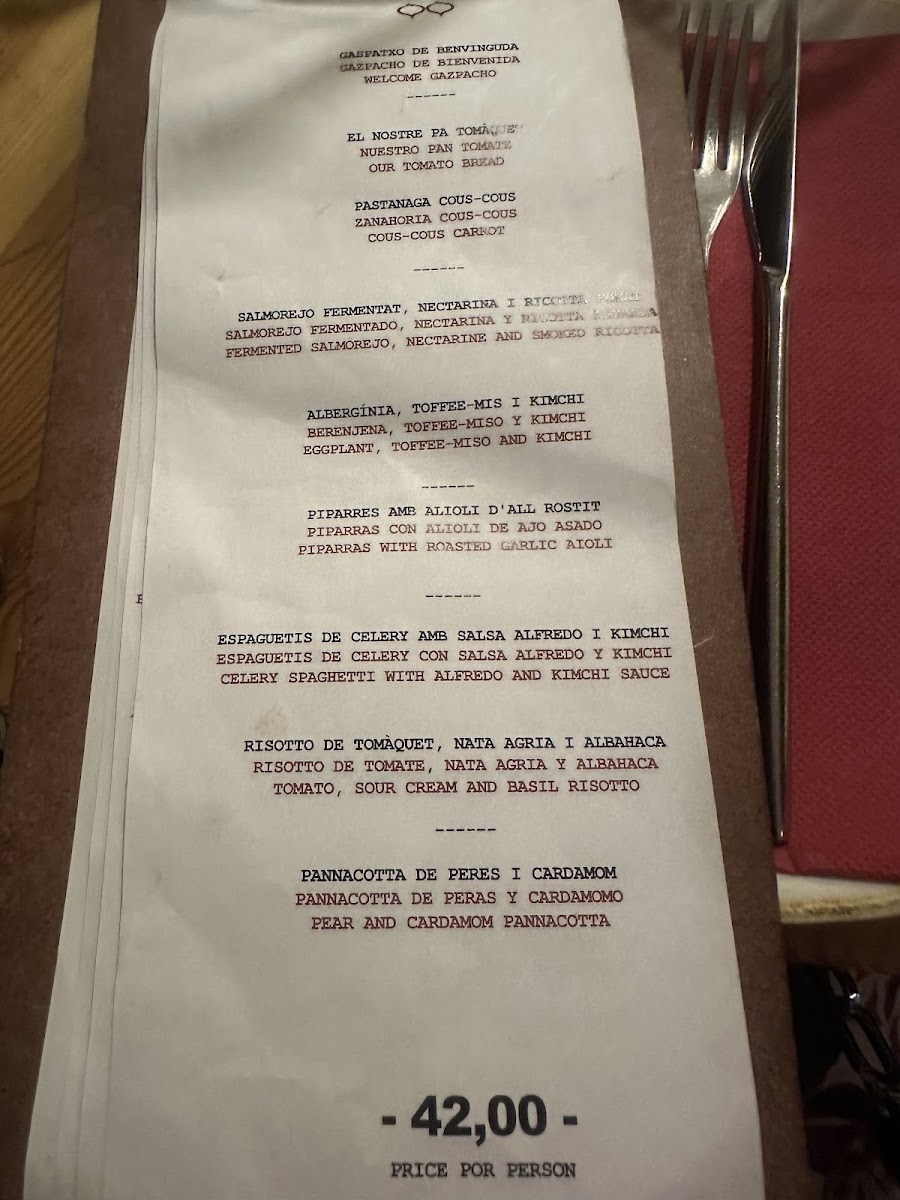 GASPATXO DE BENVINGUDA
GAZPACHO DE BIENVENIDA
WELCOME GAZPACHO
------
EL NOSTRE PA TOMÀQUET
NUESTRO PAN TOMATE
OUR TOMATO BREAD
PASTANAGA COUS-COUS
ZANAHORIA COUS-COUS
COUS-COUS CARROT
------
SALMOREJO FERMENTAT, NECTARINA I RICOTTA
SALMOREJO FERMENTADO, NECTARINA Y RICOTTA
FERMENTED SALMOREJO, NECTARINE AND SMOKED RICOTTA
ALBERGÍNIA, TOFFEE-MIS I KIMCHI
BERENJENA, TOFFEE-MISO Y KIMCHI
EGGPLANT, TOFFEE-MISO AND KIMCHI
------
PIPARRES AMB ALIOLI D'ALL ROSTIT
PIPARRAS CON ALIOLI DE AJO ASADO
PIPARRAS WITH ROASTED GARLIC AIOLI
------
ESPAGUETIS DE CELERY AMB SALSA ALFREDO I KIMCHI
ESPAGUETIS DE CELERY CON SALSA ALFREDO Y KIMCHI
CELERY SPAGHETTI WITH ALFREDO AND KIMCHI SAUCE
RISOTTO DE TOMÀQUET, NATA AGRIA I ALBAHACA
RISOTTO DE TOMATE, NATA AGRIA Y ALBAHACA
TOMATO, SOUR CREAM AND BASIL RISOTTO
------
PANNACOTTA DE PERES I CARDAMOM
PANNACOTTA DE PERAS Y CARDAMOMO
PEAR AND CARDAMOM PANNACOTTA
- 42,00 -
PRICE POR PERSON